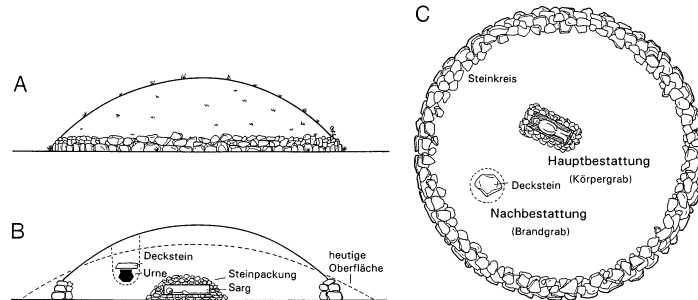 A
B
Deckstein
Urne
Steinpackung
Sarg
heutige
Oberfläche
C
Steinkreis
Hauptbestattung
(Körpergrab)
Deckstein
Nachbestattung
(Brandgrab)